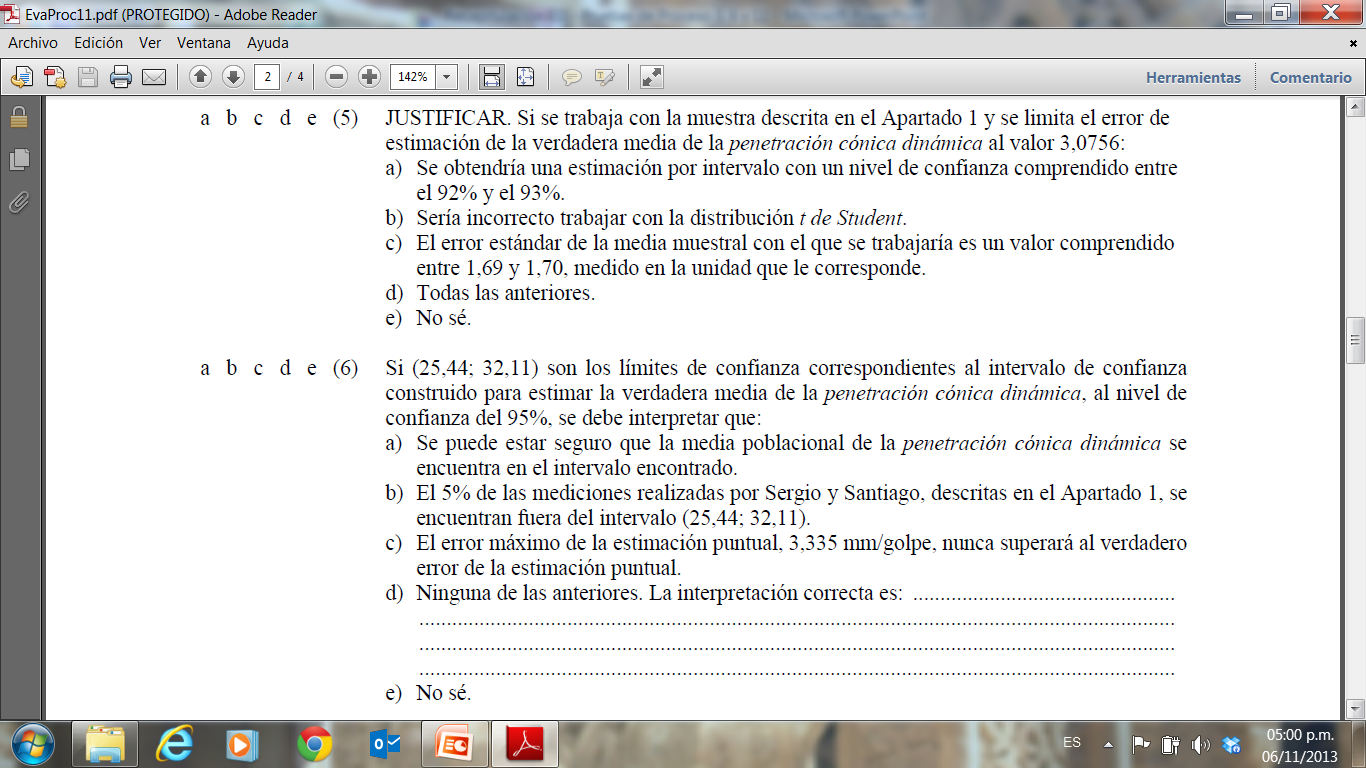 EvaProc11.pdf (PROTEGIDO) - Adobe Reader
Archivo Edición Ver Ventana Ayuda
2 / 4 142% Herramientas Comentario
a b c d e (5) JUSTIFICAR. Si se trabaja con la muestra descrita en el Apartado 1 y se limita el error de
estimación de la verdadera media de la penetración cónica dinámica al valor 3,0756:
a) Se obtendría una estimación por intervalo con un nivel de confianza comprendido entre
el 92% y el 93%.
b) Sería incorrecto trabajar con la distribución t de Student.
c) El error estándar de la media muestral con el que se trabajaría es un valor comprendido
entre 1,69 y 1,70, medido en la unidad que le corresponde.
d) Todas las anteriores.
e) No sé.
a b c d e (6) Si (25,44; 32,11) son los límites de confianza correspondientes al intervalo de confianza
construido para estimar la verdadera media de la penetración cónica dinámica, al nivel de
confianza del 95%, se debe interpretar que:
a) Se puede estar seguro que la media poblacional de la penetración cónica dinámica se
encuentra en el intervalo encontrado.
b) El 5% de las mediciones realizadas por Sergio y Santiago, descritas en el Apartado 1, se
encuentran fuera del intervalo (25,44; 32,11).
c) El error máximo de la estimación puntual, 3,335 mm/golpe, nunca superará al verdadero
error de la estimación puntual.
d) Ninguna de las anteriores. La interpretación correcta es: ................................................
e) No sé.
ES 05:00 p.m.
06/11/2013